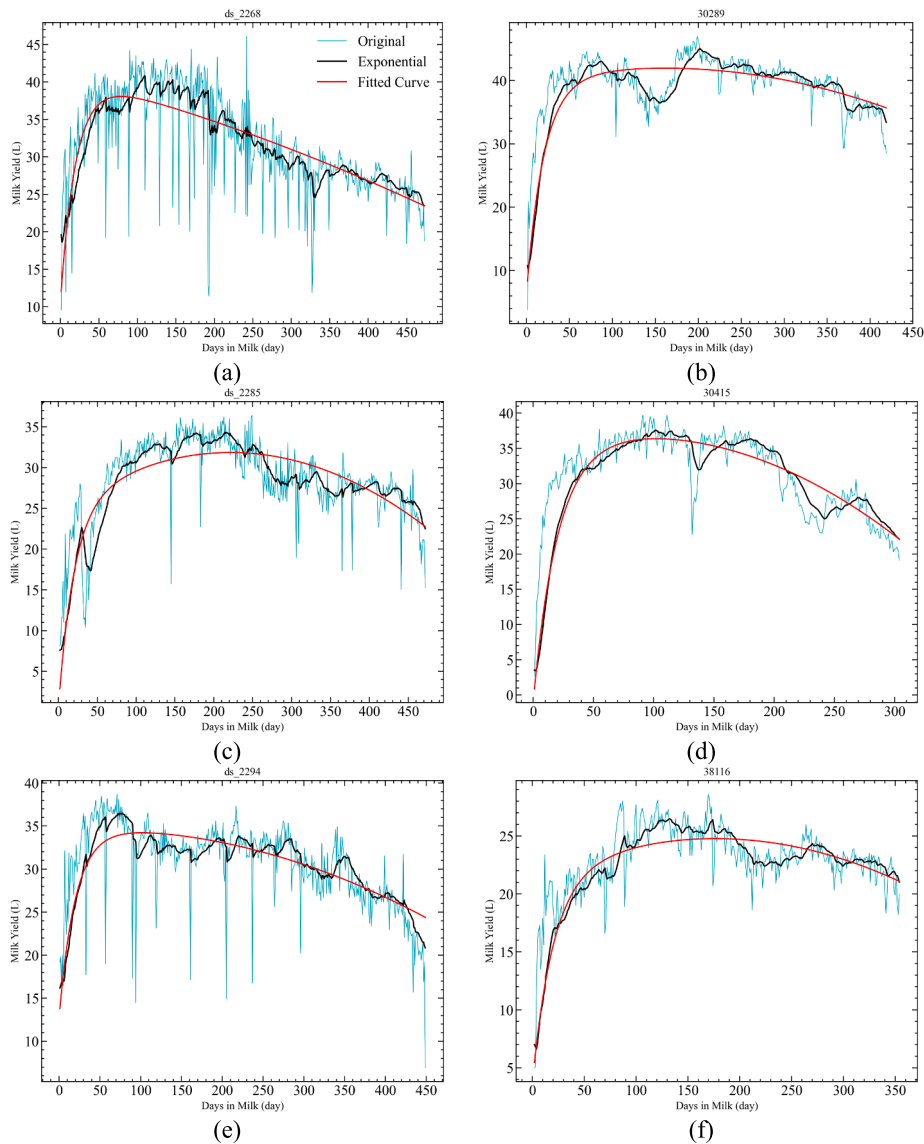 ds_2268
Original
Exponential
Fitted Curve
45
40
35
30
25
20
15
10
Milk Yield (L)
0 50 100 150 200 250 300 350 400 450
Days in Milk (day)
(a)
30289
40
30
20
10
Milk Yield (L)
0 50 100 150 200 250 300 350 400 450
Days in Milk (day)
(b)
ds_2285
35
30
25
20
15
10
5
Milk Yield (L)
0 50 100 150 200 250 300 350 400 450
Days in Milk (day)
(c)
30415
40
35
30
25
20
15
10
5
0
Milk Yield (L)
0 50 100 150 200 250 300
Days in Milk (day)
(d)
ds_2294
40
35
30
25
20
15
10
Milk Yield (L)
0 50 100 150 200 250 300 350 400 450
Days in Milk (day)
(e)
38116
25
20
15
10
5
Milk Yield (L)
0 50 100 150 200 250 300 350
Days in Milk (day)
(f)